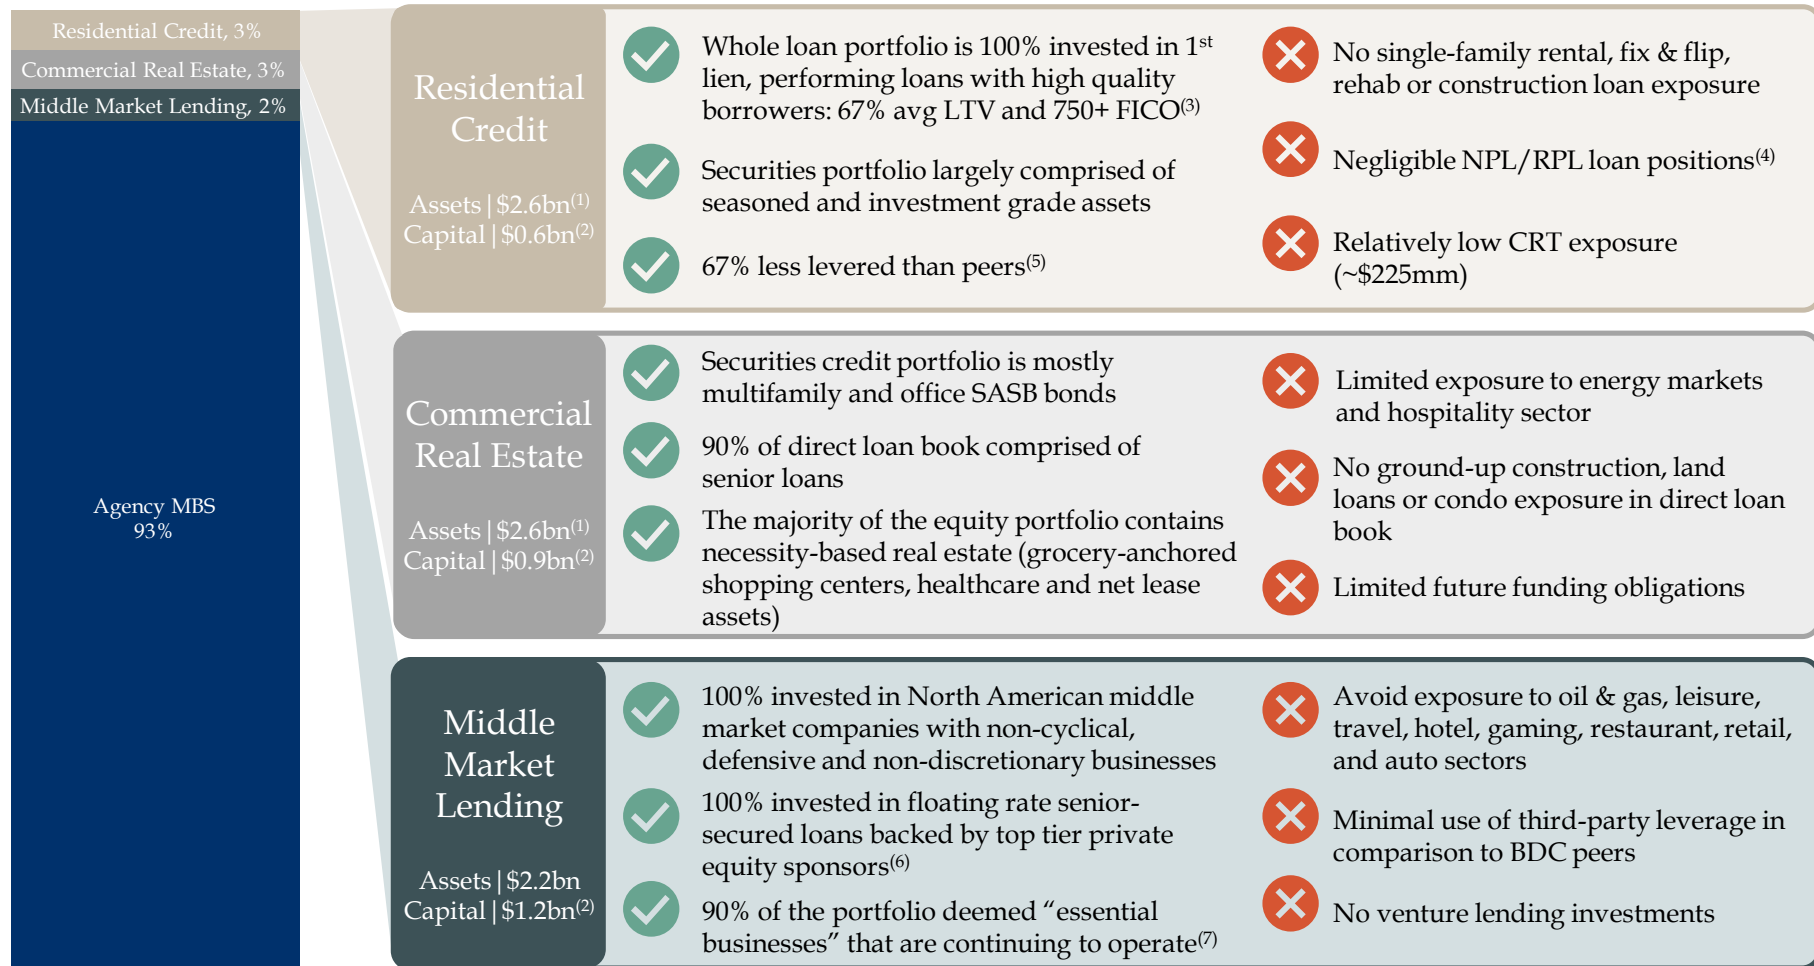 Residential Credit, 3%
Commercial Real Estate, 3%
Middle Market Lending, 2%
Agency MBS
93%
Residential
Credit
Assets | $2.6bn(1)
Capital | $0.6bn(2)
Whole loan portfolio is 100% invested in 1st
lien, performing loans with high quality
borrowers: 67% avg LTV and 750+ FICO(3)
Securities portfolio largely comprised of
seasoned and investment grade assets
67% less levered than peers(5)
No single-family rental, fix & flip,
rehab or construction loan exposure
Negligible NPL/RPL loan positions(4)
Relatively low CRT exposure
(~$225mm)
Commercial
Real Estate
Assets | $2.6bn(1)
Capital | $0.9bn(2)
Securities credit portfolio is mostly
multifamily and office SASB bonds
90% of direct loan book comprised of
senior loans
The majority of the equity portfolio contains
necessity-based real estate (grocery-anchored
shopping centers, healthcare and net lease
assets)
Limited exposure to energy markets
and hospitality sector
No ground-up construction, land
loans or condo exposure in direct loan
book
Limited future funding obligations
Middle
Market
Lending
Assets | $2.2bn
Capital | $1.2bn(2)
100% invested in North American middle
market companies with non-cyclical,
defensive and non-discretionary businesses
100% invested in floating rate senior-
secured loans backed by top tier private
equity sponsors(6)
90% of the portfolio deemed “essential
businesses” that are continuing to operate(7)
Avoid exposure to oil & gas, leisure,
travel, hotel, gaming, restaurant, retail,
and auto sectors
Minimal use of third-party leverage in
comparison to BDC peers
No venture lending investments